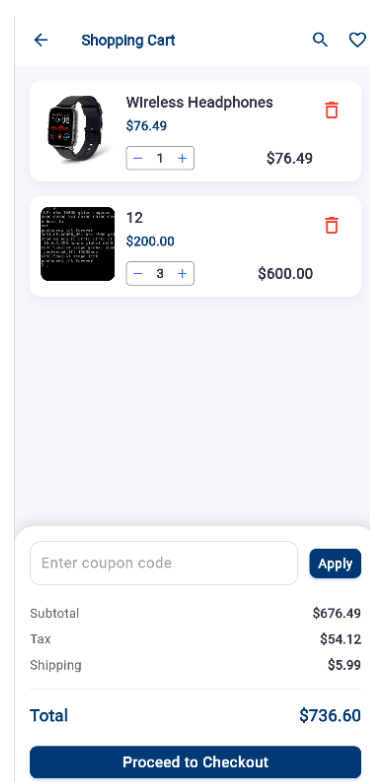 Shopping Cart
Wireless Headphones
$76.49
− 1 +
$76.49
12
$200.00
− 3 +
$600.00
Enter coupon code
Apply
Subtotal
$676.49
Tax
$54.12
Shipping
$5.99
Total
$736.60
Proceed to Checkout